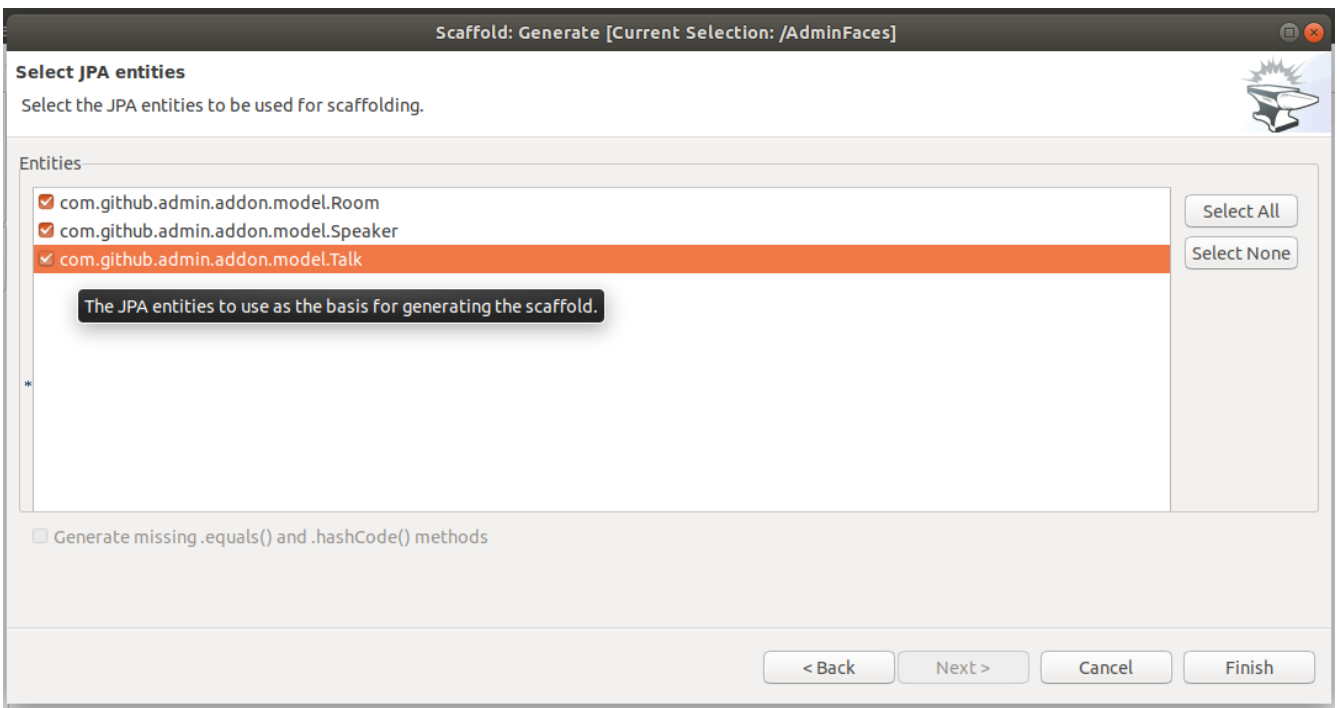 Scaffold: Generate [Current Selection: /AdminFaces]
Select JPA entities
Select the JPA entities to be used for scaffolding.
Entities
com.github.admin.addon.model.Room
Select All
com.github.admin.addon.model.Speaker
com.github.admin.addon.model.Talk
Select None
The JPA entities to use as the basis for generating the scaffold.
*
Generate missing .equals() and .hashCode() methods
< Back Next > Cancel Finish